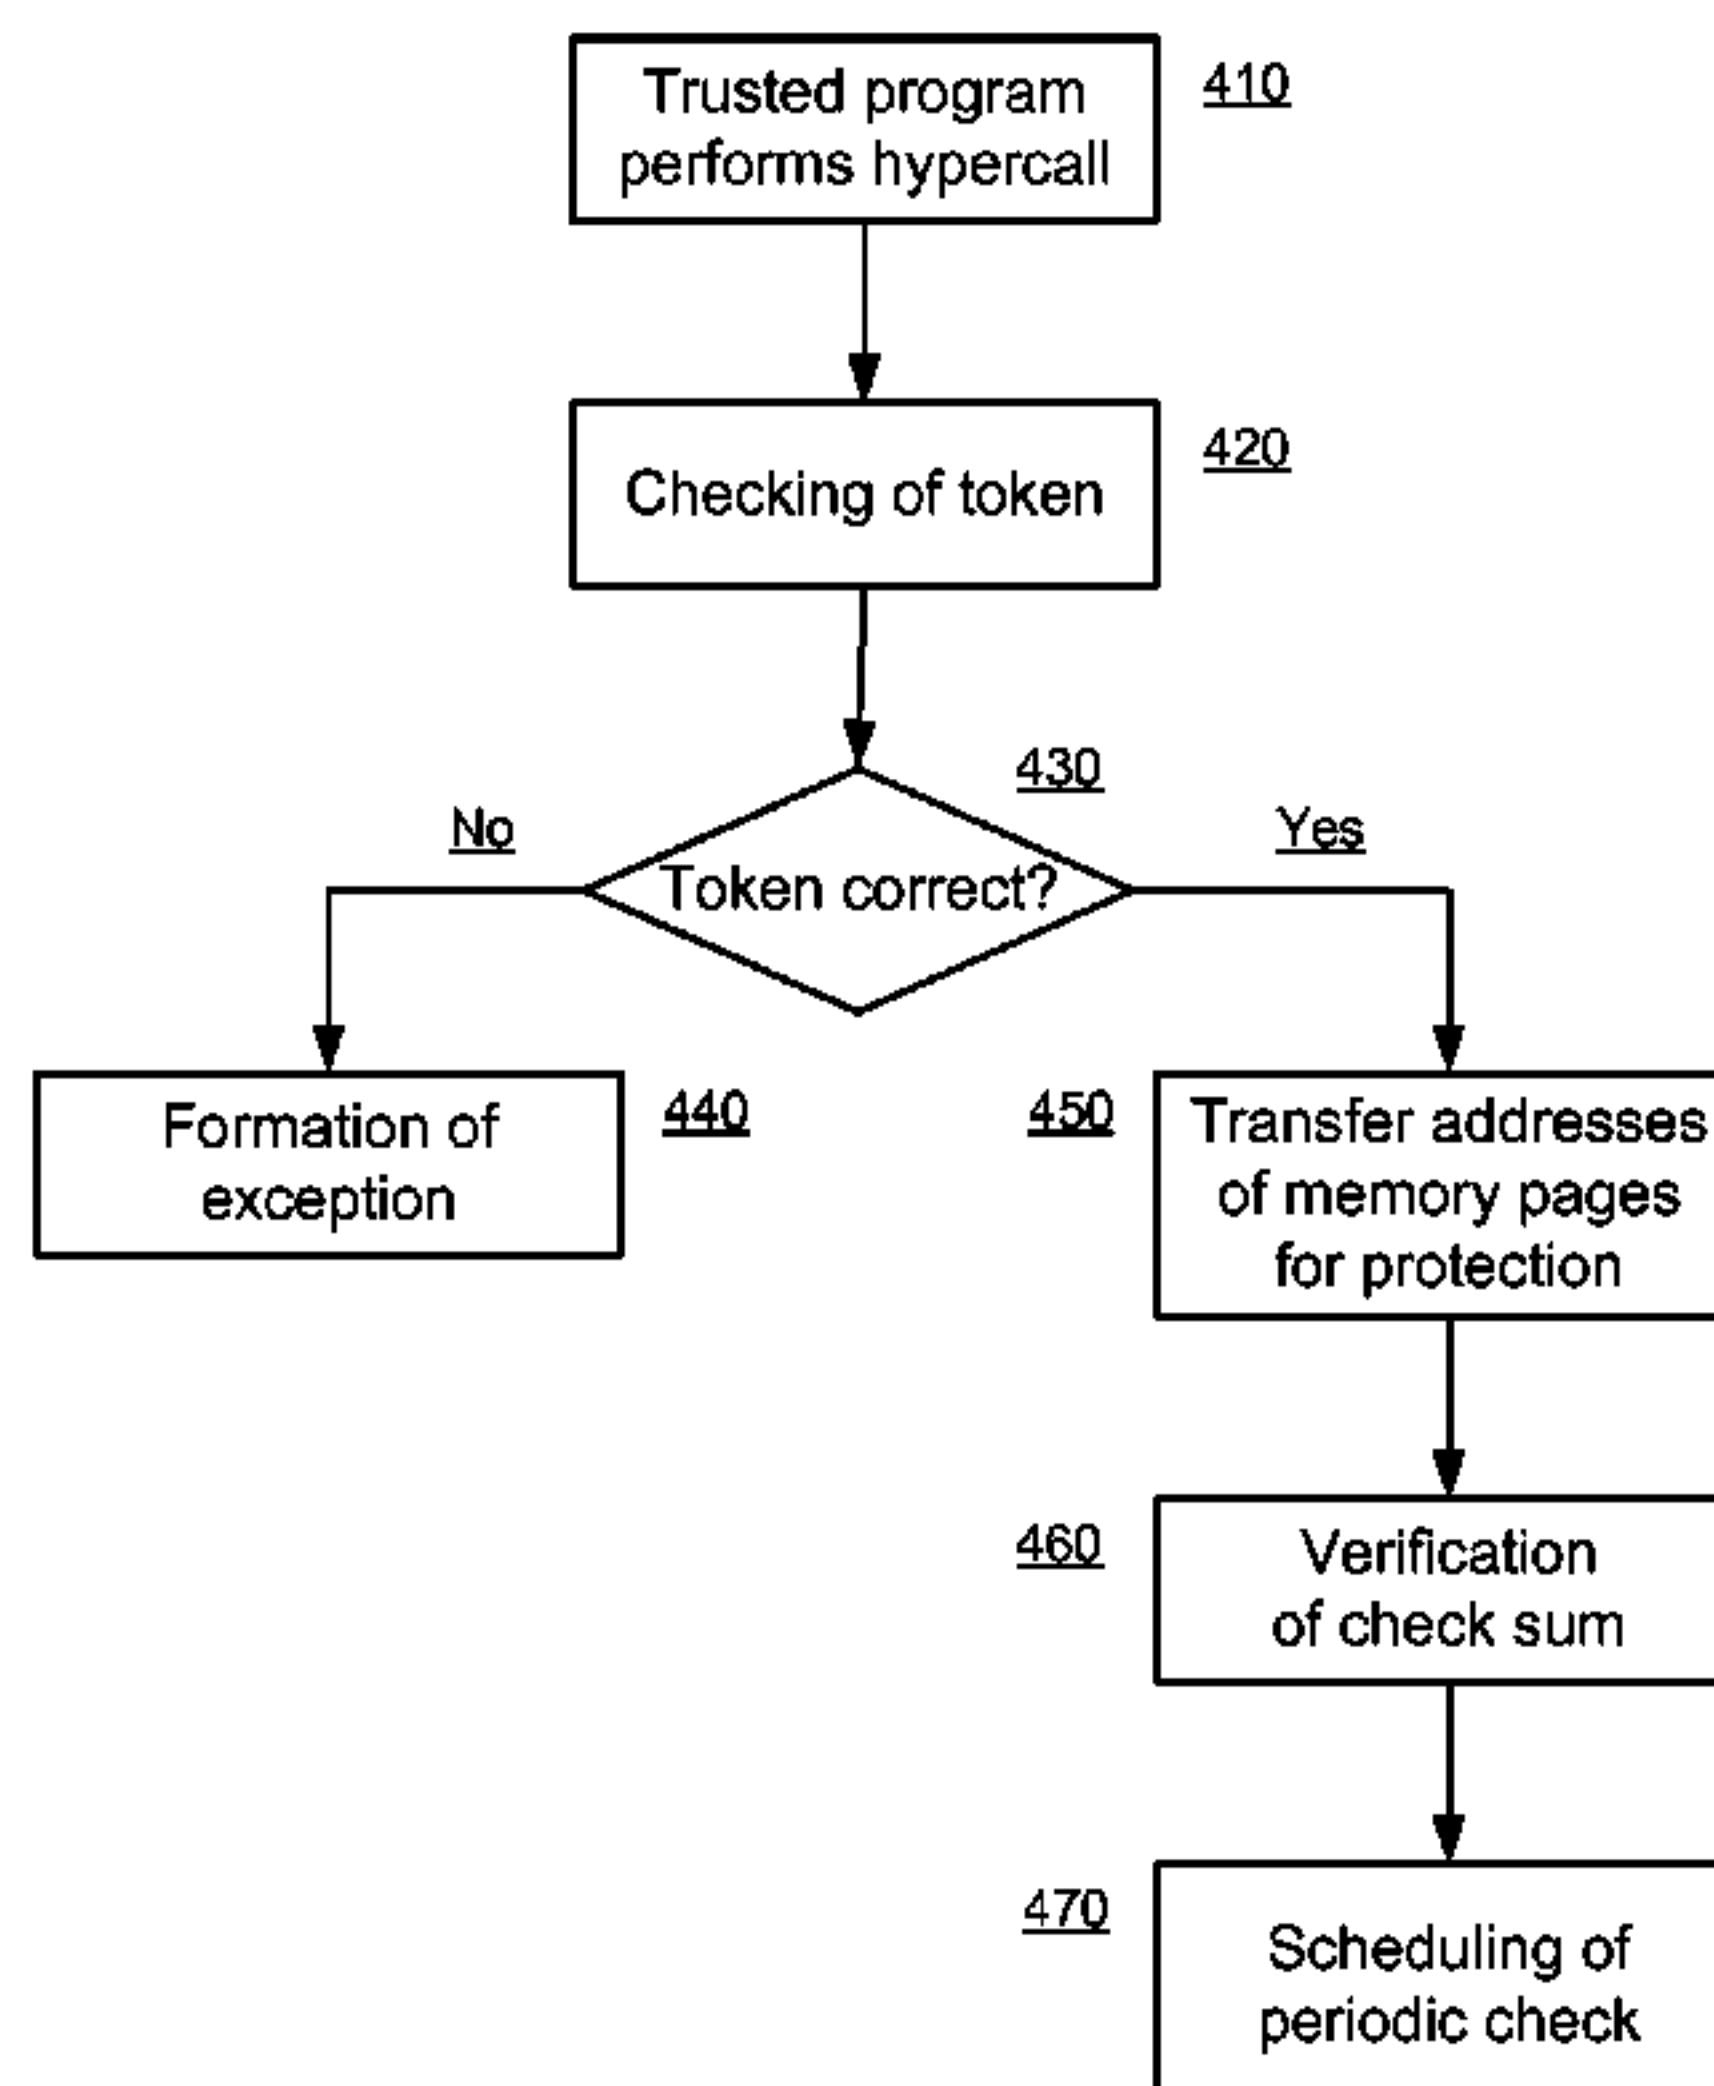 Trusted program
performs hypercall
410
Checking of token
420
430
No
Yes
Token correct?
Formation of
exception
440
450
Transfer addresses
of memory pages
for protection
460
Verification
of check sum
470
Scheduling of
periodic check